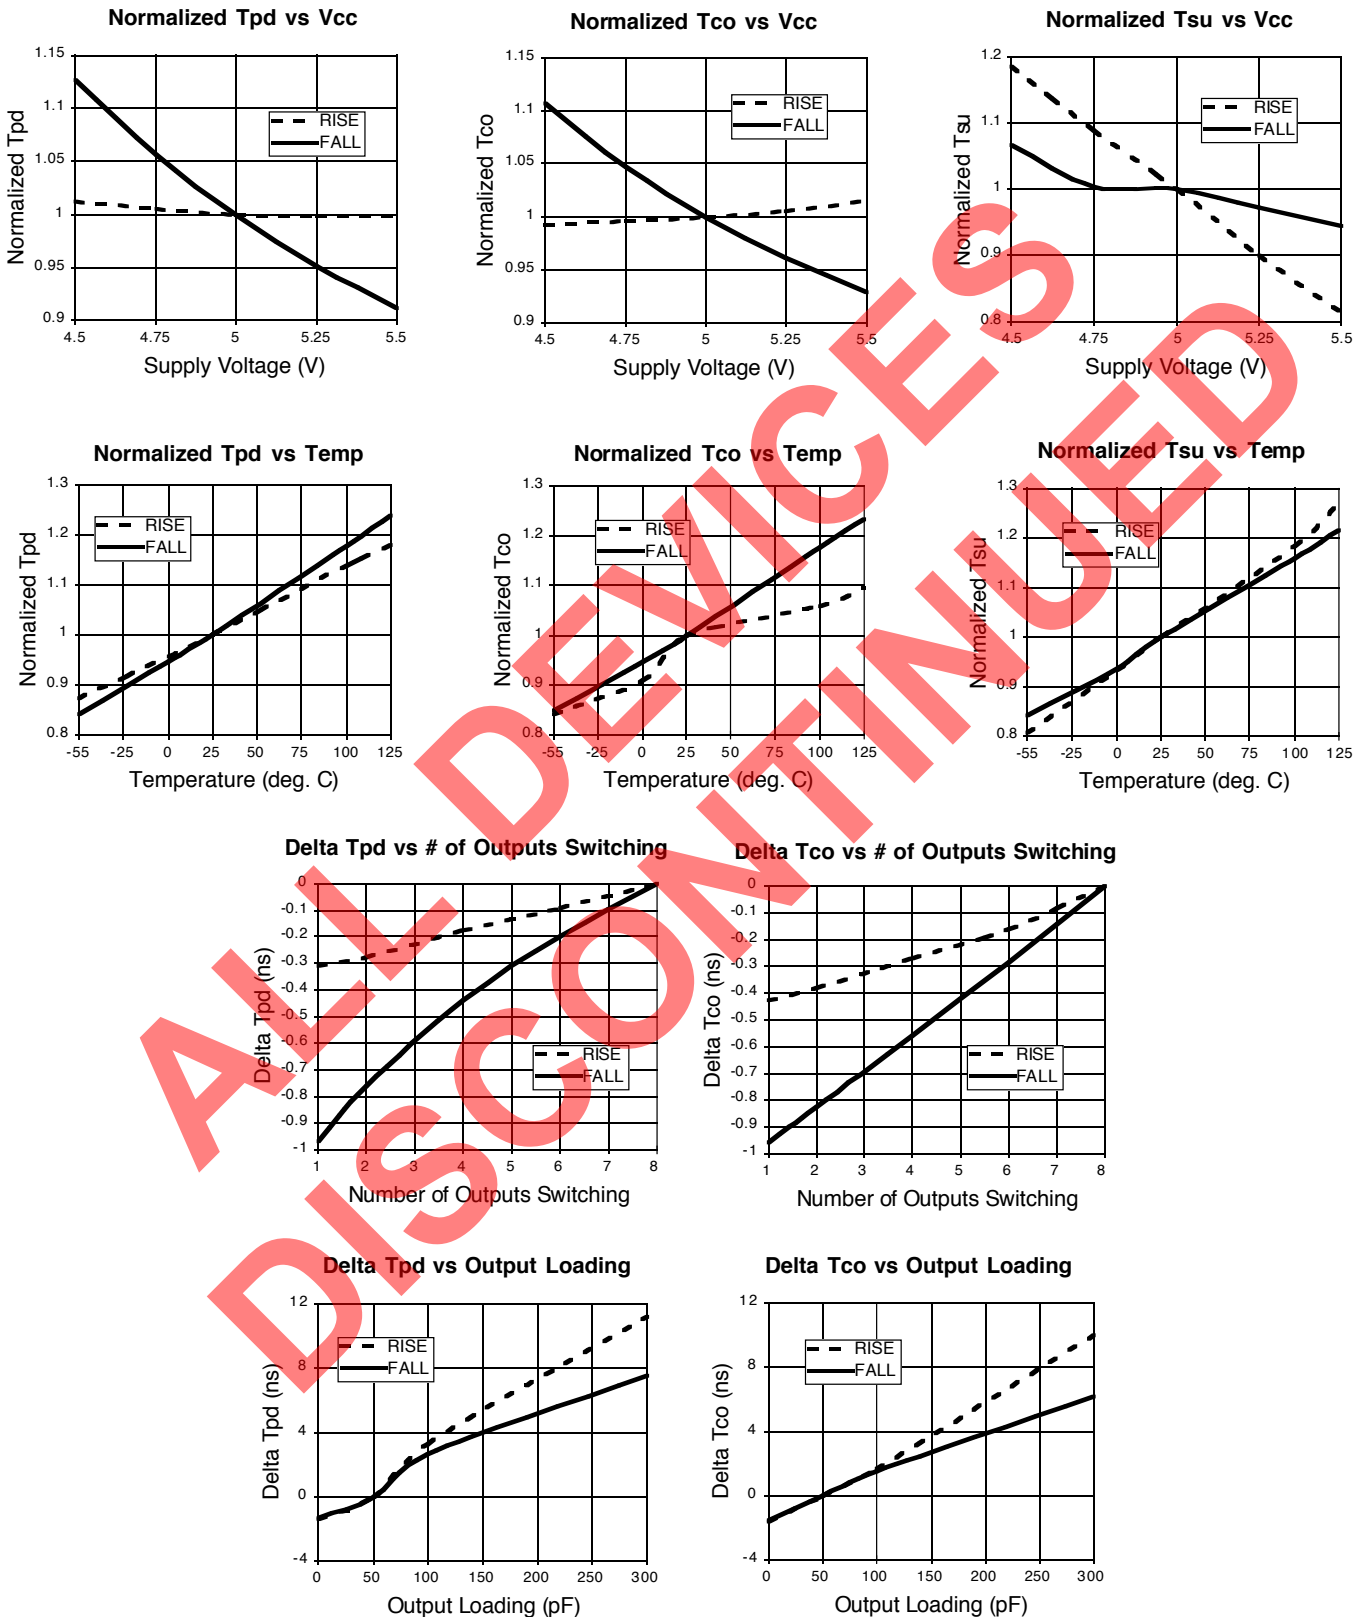 Normalized Tpd vs Vcc
Normalized Tpd
1.15
1.1
1.05
1
0.95
0.9
RISE
FALL
4.5 4.75 5 5.25 5.5
Supply Voltage (V)
Normalized Tco vs Vcc
Normalized Tco
1.15
1.1
1.05
1
0.95
0.9
RISE
FALL
4.5 4.75 5 5.25 5.5
Supply Voltage (V)
Normalized Tsu vs Vcc
Normalized Tsu
1.2
1.1
1
0.9
0.8
RISE
FALL
4.5 4.75 5 5.25 5.5
Supply Voltage (V)
Normalized Tpd vs Temp
Normalized Tpd
1.3
1.2
1.1
1
0.9
0.8
RISE
FALL
-55 -25 0 25 50 75 100 125
Temperature (deg. C)
Normalized Tco vs Temp
Normalized Tco
1.3
1.2
1.1
1
0.9
0.8
RISE
FALL
-55 -25 0 25 50 75 100 125
Temperature (deg. C)
Normalized Tsu vs Temp
Normalized Tsu
1.3
1.2
1.1
1
0.9
0.8
RISE
FALL
-55 -25 0 25 50 75 100 125
Temperature (deg. C)
Delta Tpd vs # of Outputs Switching
Delta Tpd (ns)
0
-0.1
-0.2
-0.3
-0.4
-0.5
-0.6
-0.7
-0.8
-0.9
-1
RISE
FALL
1 2 3 4 5 6 7 8
Number of Outputs Switching
Delta Tco vs # of Outputs Switching
Delta Tco (ns)
0
-0.1
-0.2
-0.3
-0.4
-0.5
-0.6
-0.7
-0.8
-0.9
-1
RISE
FALL
1 2 3 4 5 6 7 8
Number of Outputs Switching
Delta Tpd vs Output Loading
Delta Tpd (ns)
12
8
4
0
-4
RISE
FALL
0 50 100 150 200 250 300
Output Loading (pF)
Delta Tco vs Output Loading
Delta Tco (ns)
12
8
4
0
-4
RISE
FALL
0 50 100 150 200 250 300
Output Loading (pF)
ALL DEVICES
DISCONTINUED